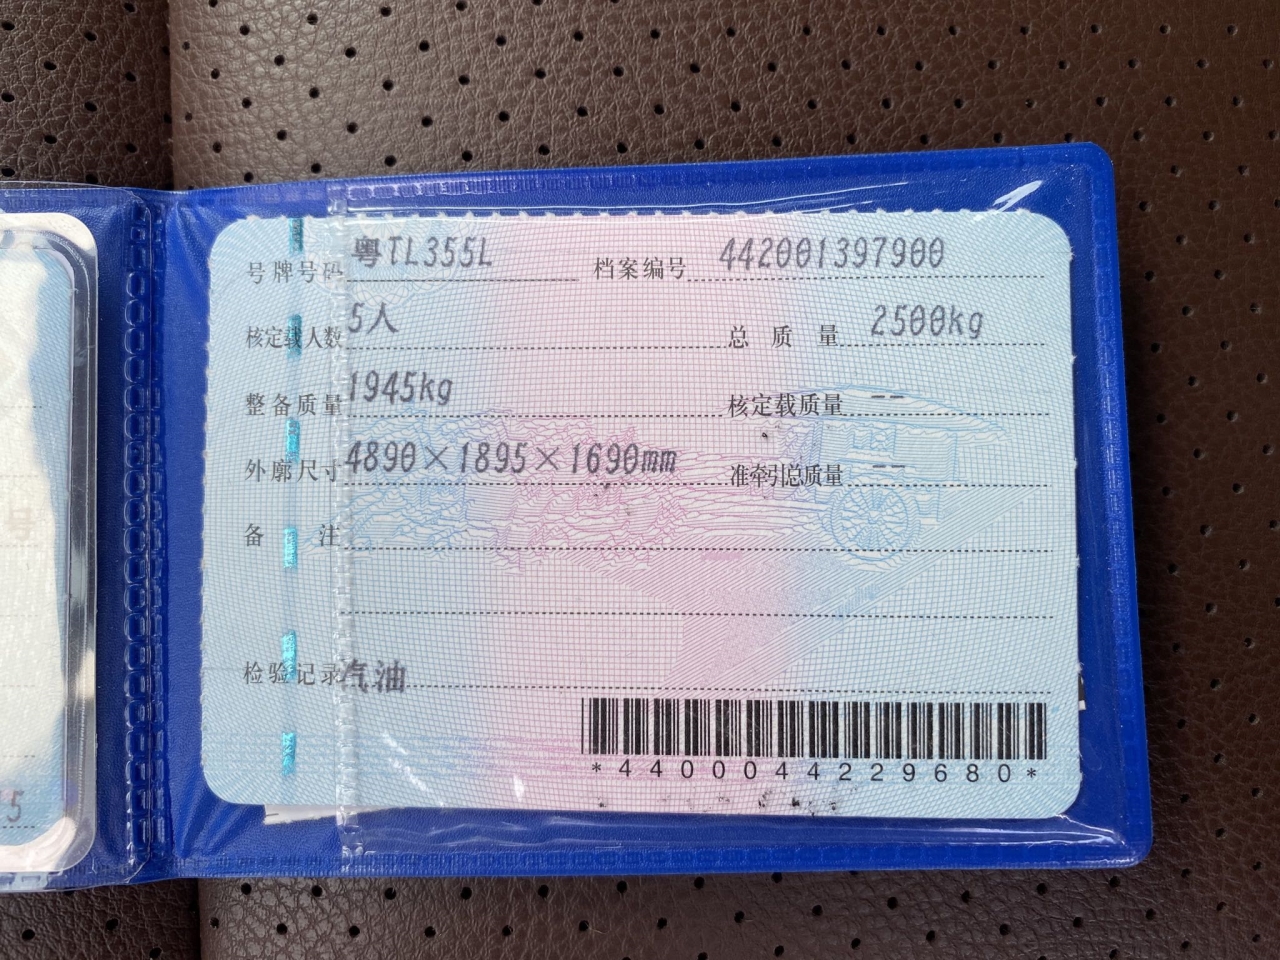 号牌号码 粤TL355L 档案编号 442001397900
核定载人数 5人 总质量 2500kg
整备质量 1945kg 核定载质量 --
外廓尺寸 4890×1895×1690mm 准牵引总质量 --
备注
检验记录 汽油
*4400044229680*
5